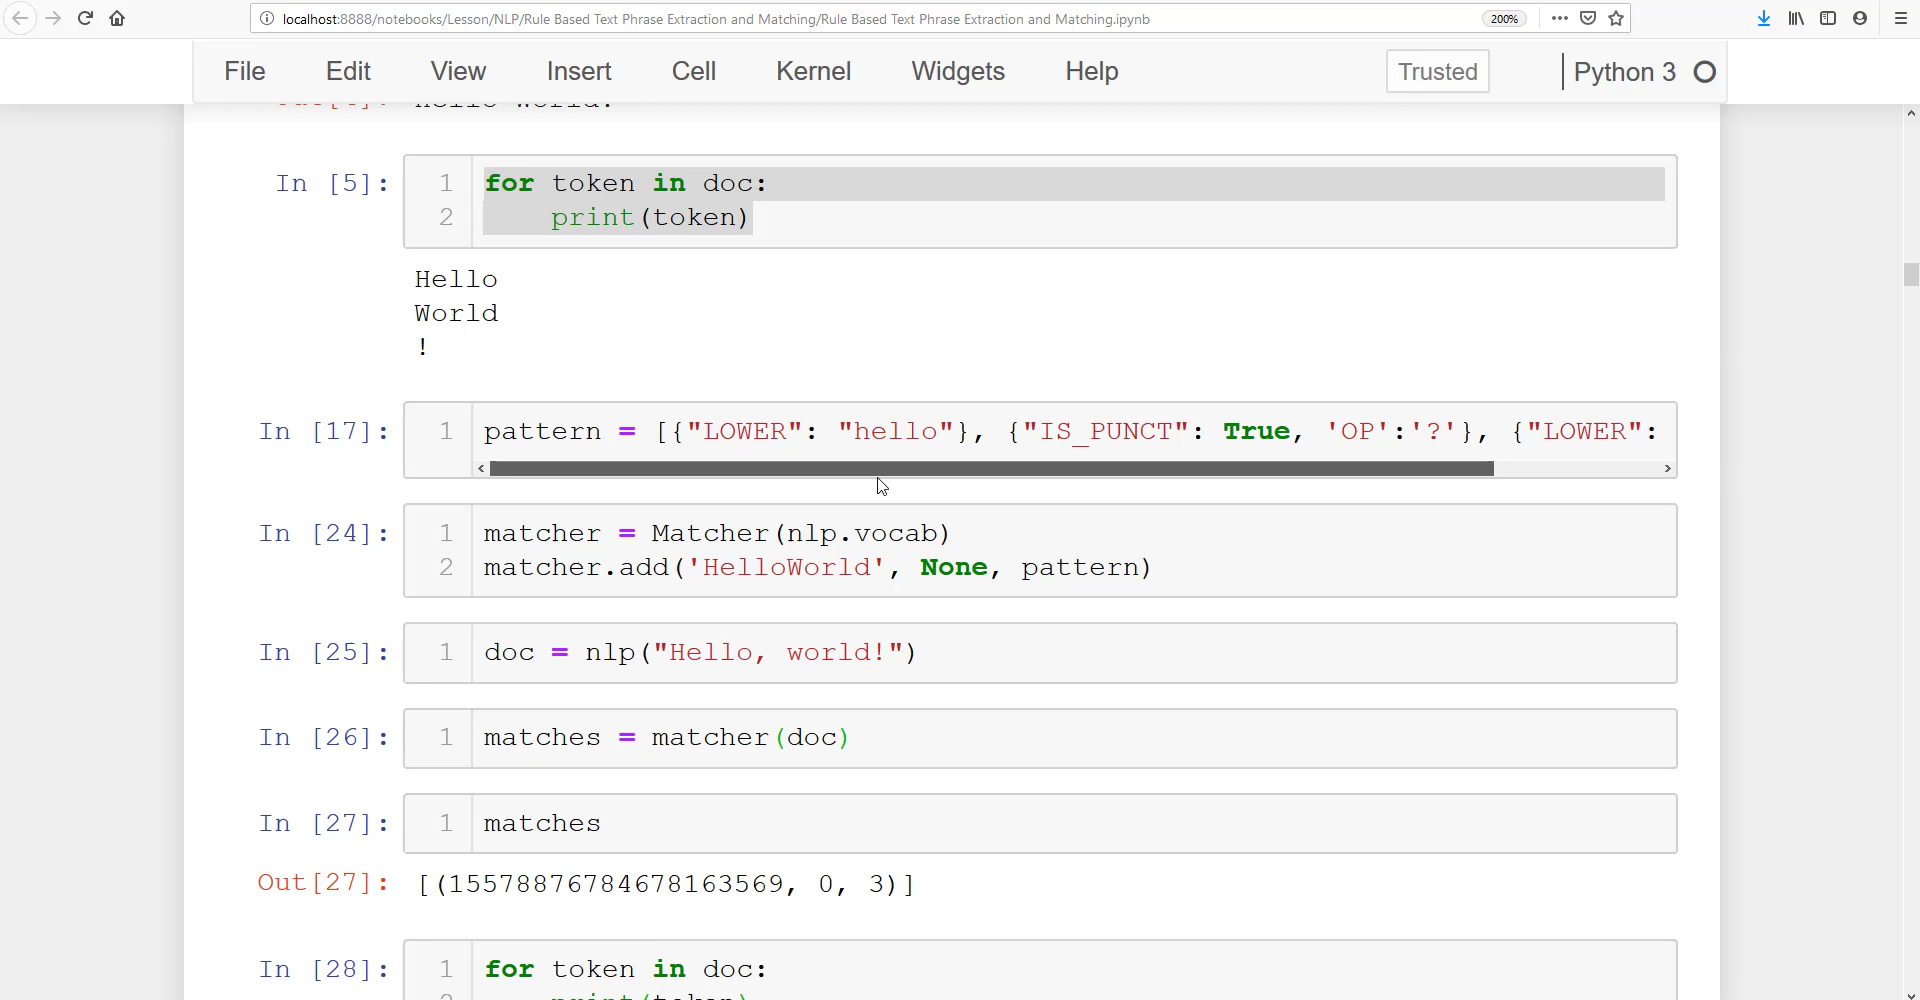 localhost:8888/notebooks/Lesson/NLP/Rule Based Text Phrase Extraction and Matching/Rule Based Text Phrase Extraction and Matching.ipynb 200%
File Edit View Insert Cell Kernel Widgets Help Trusted Python 3
Hello World!
In [5]: 1 for token in doc:
2 print(token)
Hello
World
!
In [17]: 1 pattern = [{"LOWER": "hello"}, {"IS_PUNCT": True, 'OP':'?'}, {"LOWER":
In [24]: 1 matcher = Matcher(nlp.vocab)
2 matcher.add('HelloWorld', None, pattern)
In [25]: 1 doc = nlp("Hello, world!")
In [26]: 1 matches = matcher(doc)
In [27]: 1 matches
Out[27]: [(15578876784678163569, 0, 3)]
In [28]: 1 for token in doc:
2 print(token)